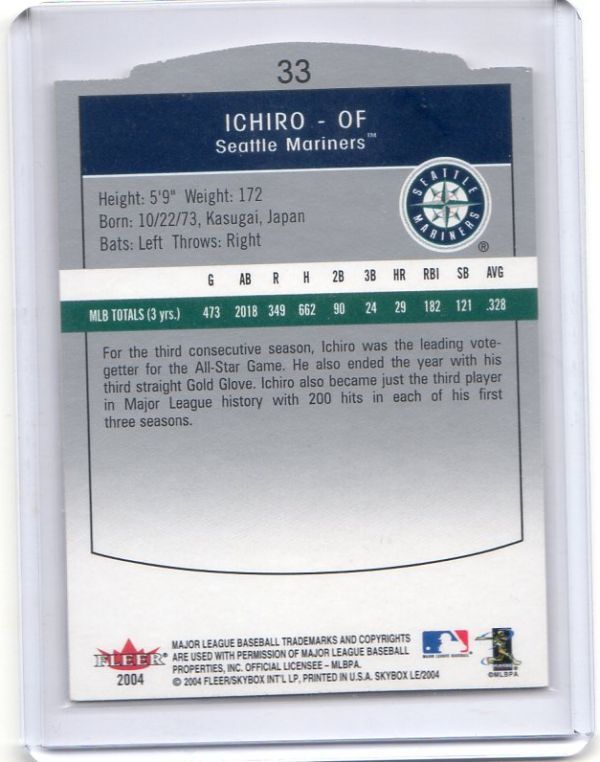 33
ICHIRO - OF
Seattle Mariners™
SEATTLE MARINERS
®
Height: 5'9" Weight: 172
Born: 10/22/73, Kasugai, Japan
Bats: Left Throws: Right
G AB R H 2B 3B HR RBI SB AVG
MLB TOTALS (3 yrs.) 473 2018 349 662 90 24 29 182 121 .328
For the third consecutive season, Ichiro was the leading vote-
getter for the All-Star Game. He also ended the year with his
third straight Gold Glove. Ichiro also became just the third player
in Major League history with 200 hits in each of his first
three seasons.
FLEER
2004
MAJOR LEAGUE BASEBALL TRADEMARKS AND COPYRIGHTS
ARE USED WITH PERMISSION OF MAJOR LEAGUE BASEBALL
PROPERTIES, INC. OFFICIAL LICENSEE - MLBPA.
© 2004 FLEER/SKYBOX INT'L LP, PRINTED IN U.S.A. SKYBOX LE/2004
©MLBPA